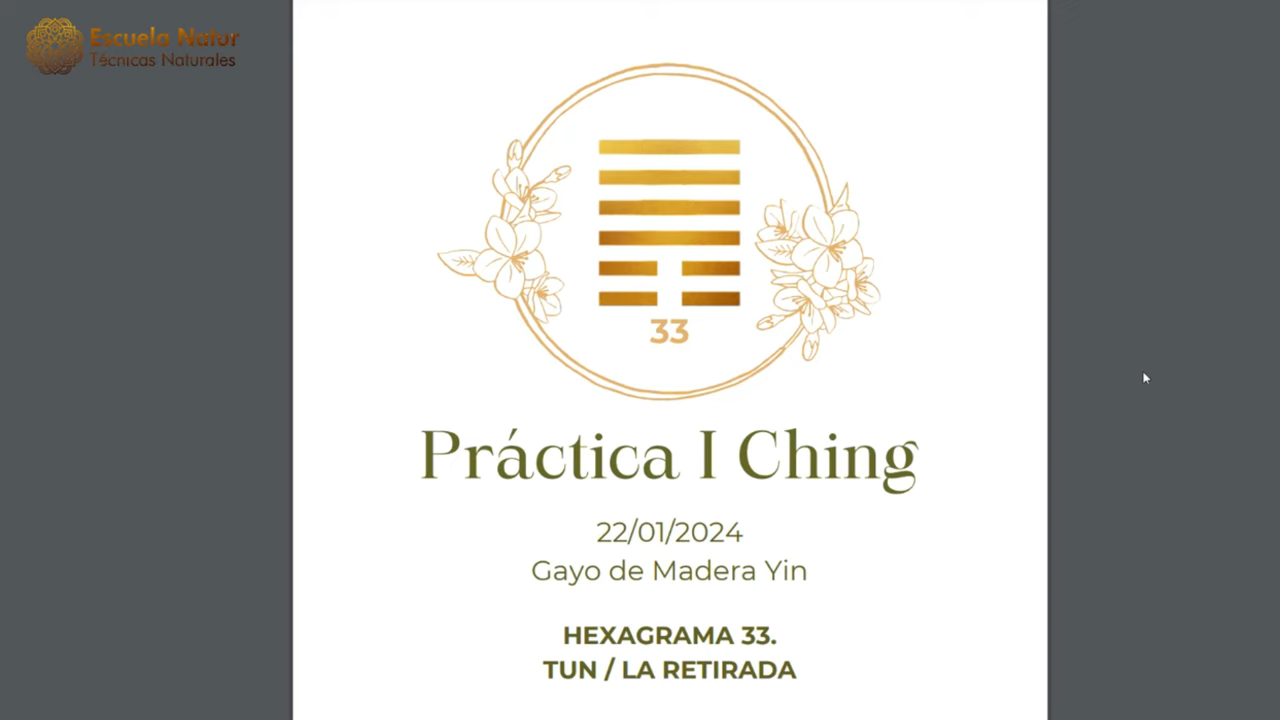 Escuela Natur
Técnicas Naturales
33
Práctica I Ching
22/01/2024
Gayo de Madera Yin
HEXAGRAMA 33.
TUN / LA RETIRADA